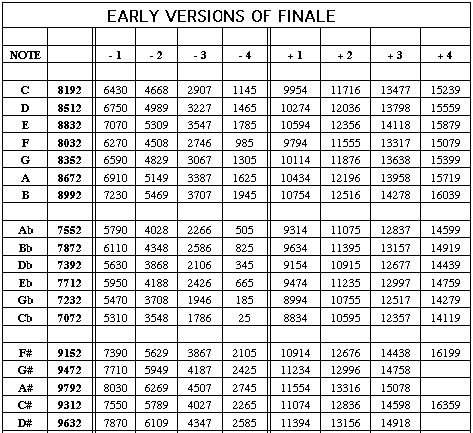 EARLY VERSIONS OF FINALE
NOTE - 1 - 2 - 3 - 4 + 1 + 2 + 3 + 4
C 8192 6430 4668 2907 1145 9954 11716 13477 15239
D 8512 6750 4989 3227 1465 10274 12036 13798 15559
E 8832 7070 5309 3547 1785 10594 12356 14118 15879
F 8032 6270 4508 2746 985 9794 11555 13317 15079
G 8352 6590 4829 3067 1305 10114 11876 13638 15399
A 8672 6910 5149 3387 1625 10434 12196 13958 15719
B 8992 7230 5469 3707 1945 10754 12516 14278 16039
Ab 7552 5790 4028 2266 505 9314 11075 12837 14599
Bb 7872 6110 4348 2586 825 9634 11395 13157 14919
Db 7392 5630 3868 2106 345 9154 10915 12677 14439
Eb 7712 5950 4188 2426 665 9474 11235 12997 14759
Gb 7232 5470 3708 1946 185 8994 10755 12517 14279
Cb 7072 5310 3548 1786 25 8834 10595 12357 14119
F# 9152 7390 5629 3867 2105 10914 12676 14438 16199
G# 9472 7710 5949 4187 2425 11234 12996 14758
A# 9792 8030 6269 4507 2745 11554 13316 15078
C# 9312 7550 5789 4027 2265 11074 12836 14598 16359
D# 9632 7870 6109 4347 2585 11394 13156 14918